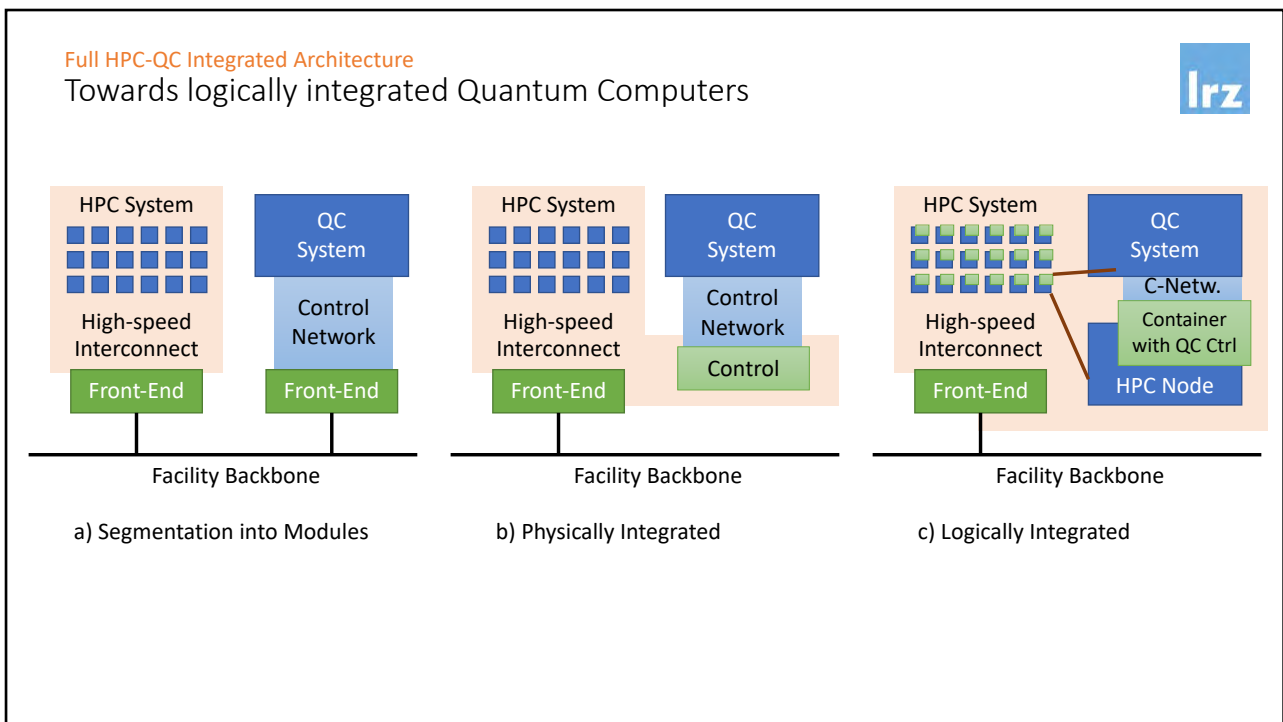 Full HPC-QC Integrated Architecture
Towards logically integrated Quantum Computers
lrz
HPC System
High-speed
Interconnect
Front-End
QC
System
Control
Network
Front-End
Facility Backbone
a) Segmentation into Modules
HPC System
High-speed
Interconnect
Front-End
QC
System
Control
Network
Control
Facility Backbone
b) Physically Integrated
HPC System
High-speed
Interconnect
Front-End
QC
System
C-Netw.
Container
with QC Ctrl
HPC Node
Facility Backbone
c) Logically Integrated